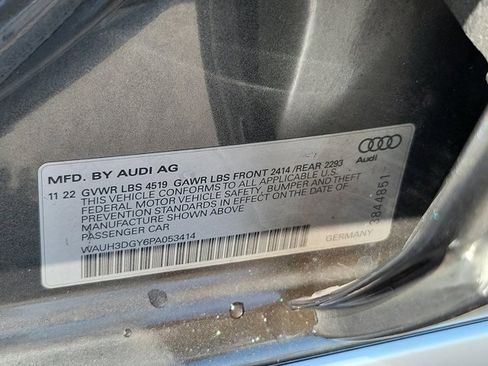 MFD. BY AUDI AG
11 22 GVWR LBS 4519 GAWR LBS FRONT 2414 /REAR 2293
THIS VEHICLE CONFORMS TO ALL APPLICABLE U.S.
FEDERAL MOTOR VEHICLE SAFETY, BUMPER AND THEFT
PREVENTION STANDARDS IN EFFECT ON THE DATE OF
MANUFACTURE SHOWN ABOVE
PASSENGER CAR
WAUH3DGY6PA053414
GERMANY
Audi
3844851